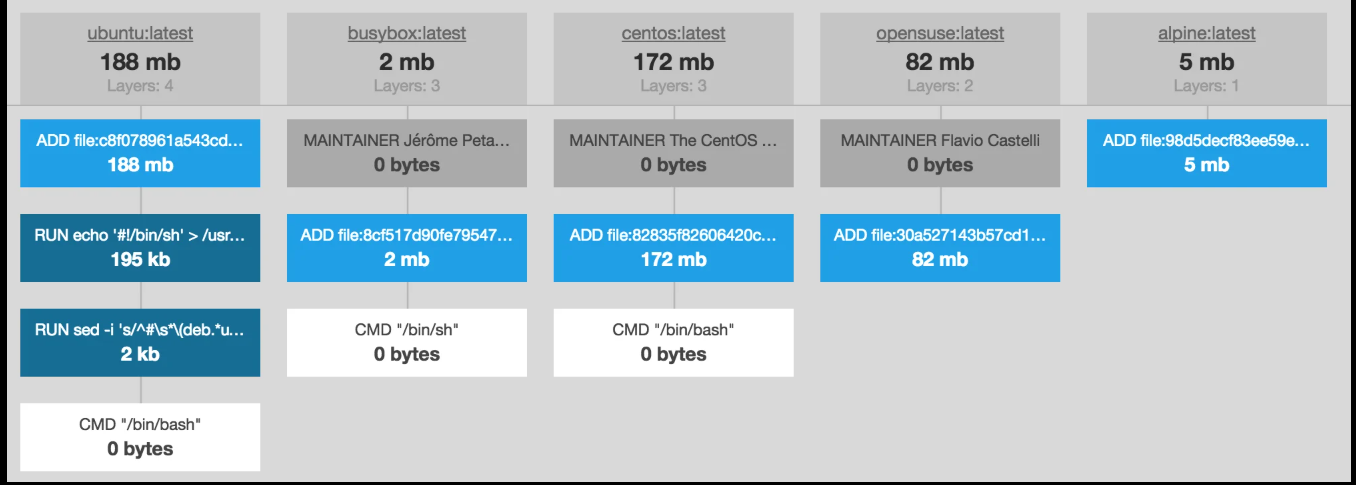 ubuntu:latest
188 mb
Layers: 4
ADD file:c8f078961a543cd...
188 mb
RUN echo '#!/bin/sh' > /usr...
195 kb
RUN sed -i 's/^#\s*\(deb.*u...
2 kb
CMD "/bin/bash"
0 bytes
busybox:latest
2 mb
Layers: 3
MAINTAINER Jérôme Peta...
0 bytes
ADD file:8cf517d90fe79547...
2 mb
CMD "/bin/sh"
0 bytes
centos:latest
172 mb
Layers: 3
MAINTAINER The CentOS ...
0 bytes
ADD file:82835f82606420c...
172 mb
CMD "/bin/bash"
0 bytes
opensuse:latest
82 mb
Layers: 2
MAINTAINER Flavio Castelli
0 bytes
ADD file:30a527143b57cd1...
82 mb
alpine:latest
5 mb
Layers: 1
ADD file:98d5decf83ee59e...
5 mb